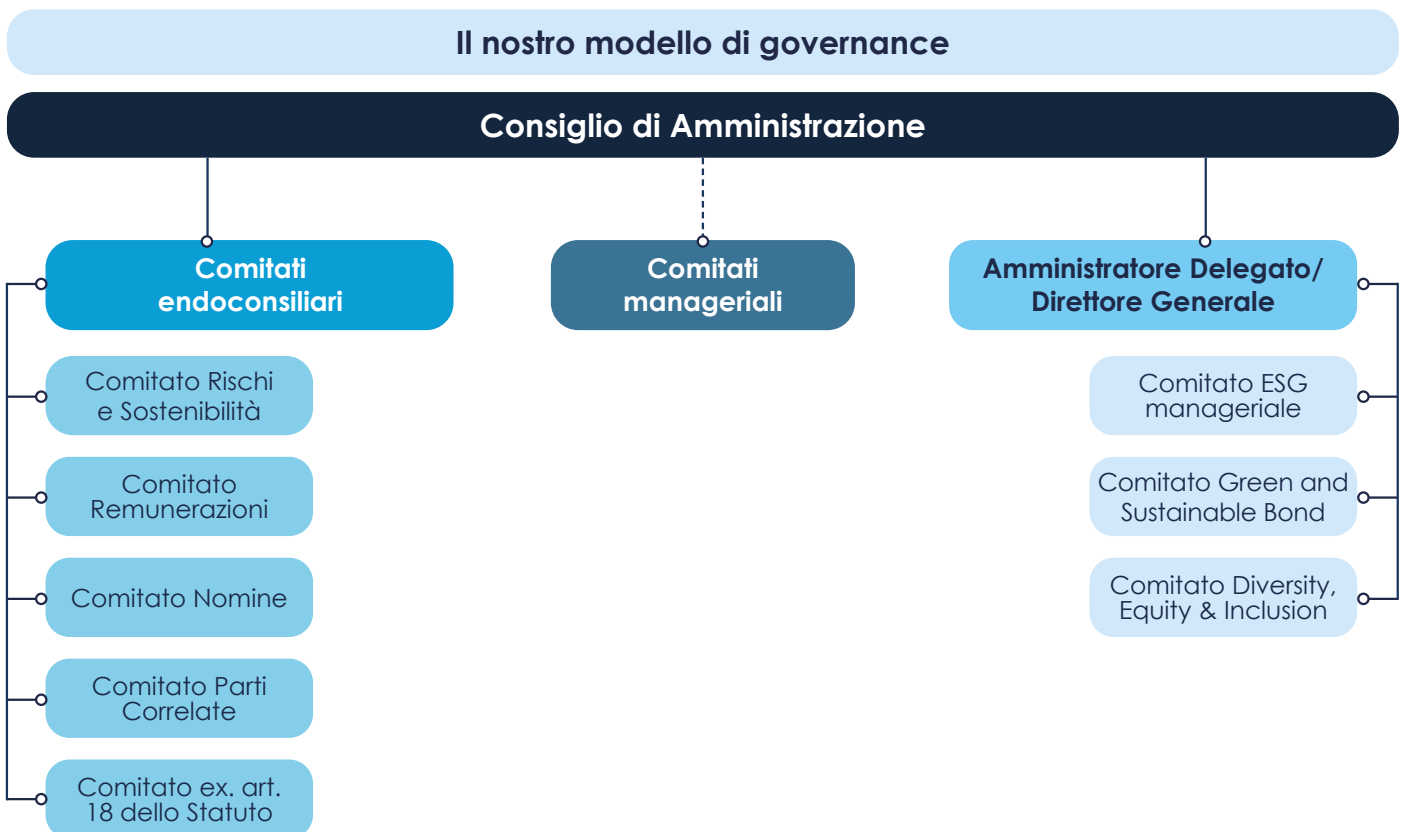 Il nostro modello di governance
Consiglio di Amministrazione
Comitati
endoconsiliari
Comitati
manageriali
Amministratore Delegato/
Direttore Generale
Comitato Rischi
e Sostenibilità
Comitato
Remunerazioni
Comitato Nomine
Comitato Parti
Correlate
Comitato ex. art.
18 dello Statuto
Comitato ESG
manageriale
Comitato Green and
Sustainable Bond
Comitato Diversity,
Equity & Inclusion